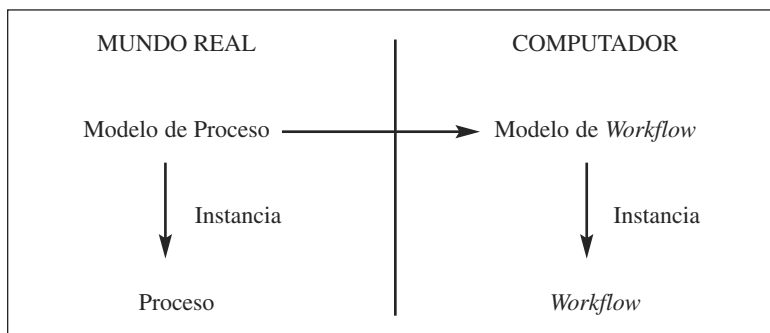 MUNDO REAL COMPUTADOR
Modelo de Proceso Modelo de Workflow
Instancia Instancia
Proceso Workflow